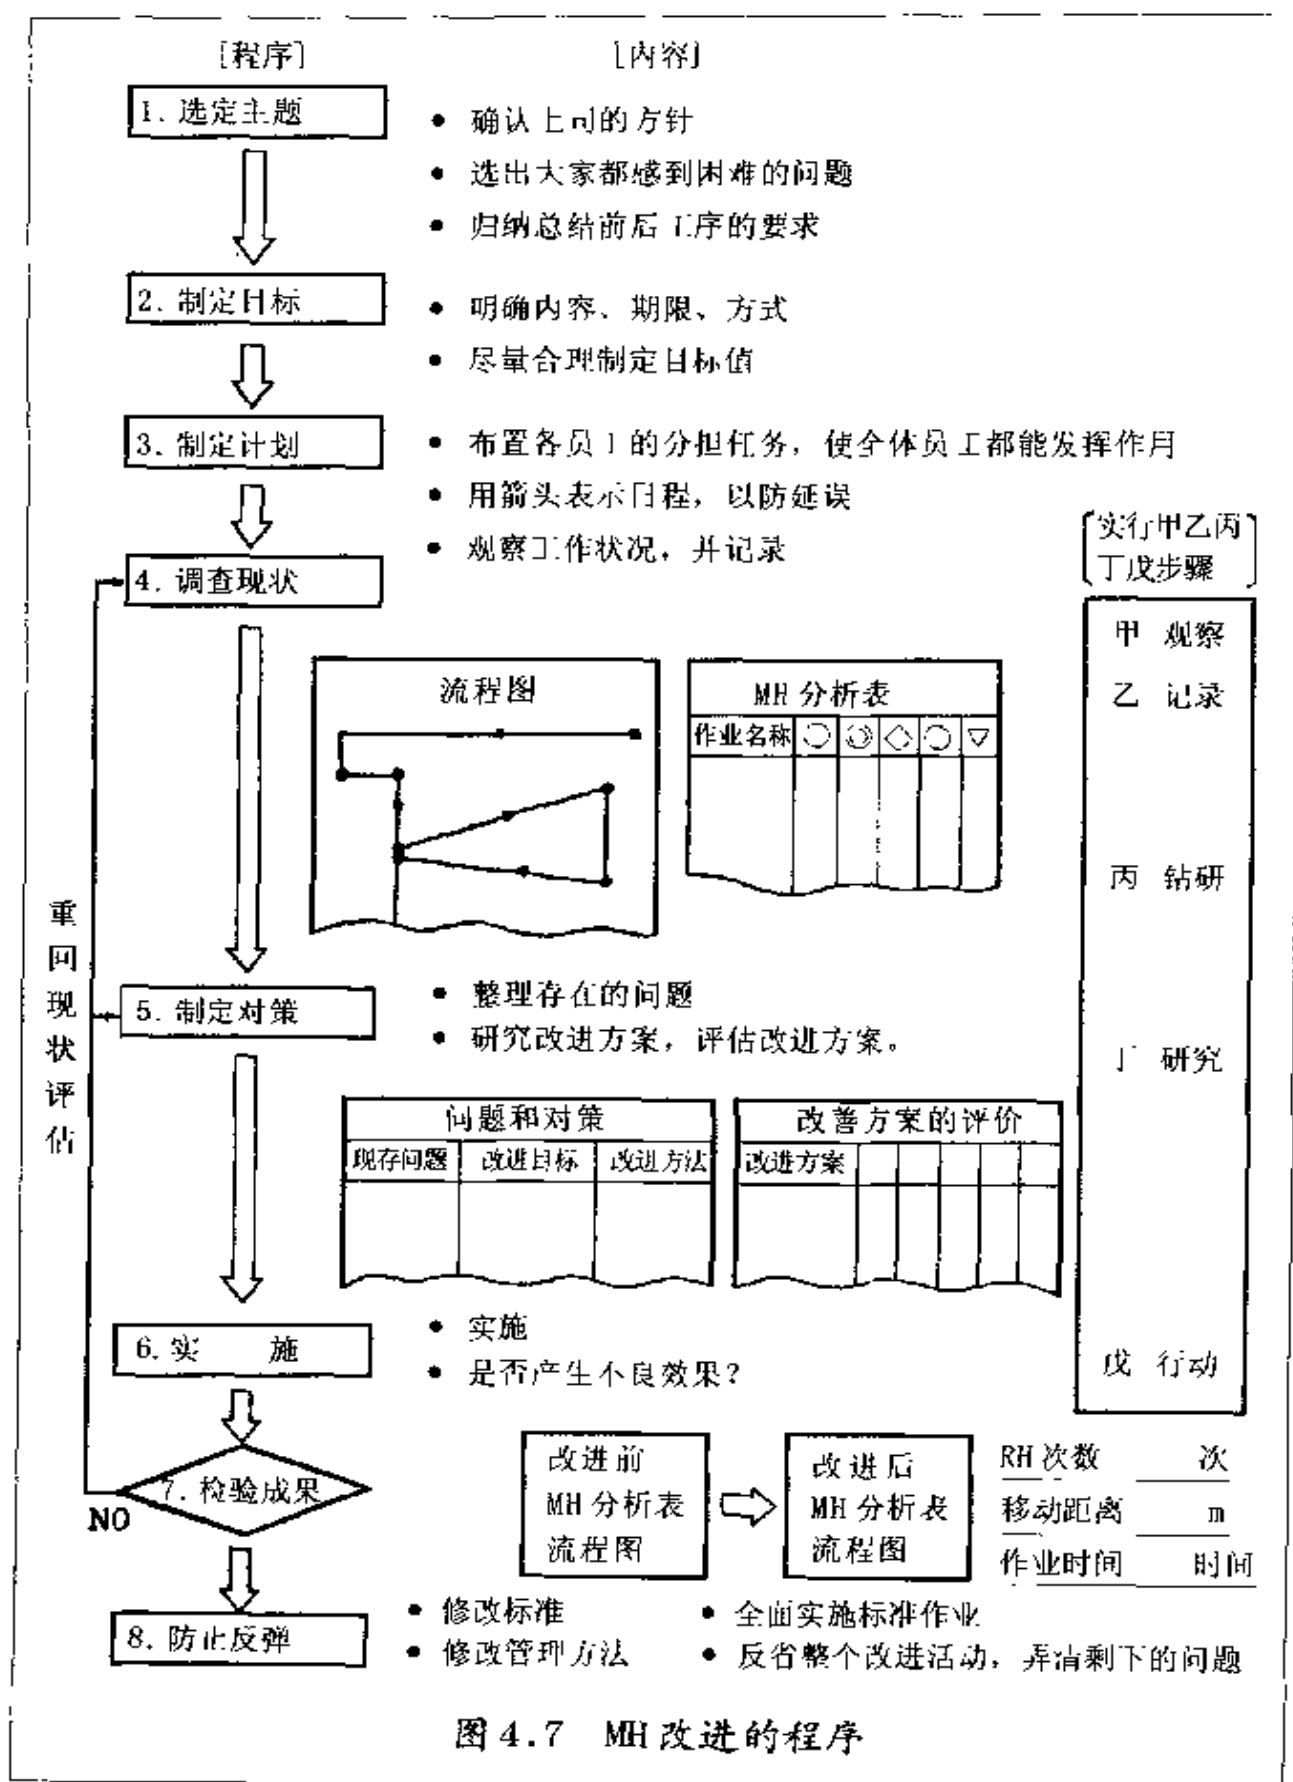 [程序] [内容]
1. 选定主题
• 确认上司的方针
• 选出大家都感到困难的问题
• 归纳总结前后工序的要求
2. 制定目标
• 明确内容、期限、方式
• 尽量合理制定目标值
3. 制定计划
• 布置各员工的分担任务，使全体员工都能发挥作用
• 用箭头表示日程，以防延误
• 观察工作状况，并记录
4. 调查现状
实行甲乙丙
丁戊步骤
甲 观察
乙 记录
丙 钻研
丁 研究
戊 行动
流程图
MH 分析表
作业名称
重回现状评估
5. 制定对策
• 整理存在的问题
• 研究改进方案，评估改进方案。
问题和对策
现存问题 改进目标 改进方法
改善方案的评价
改进方案
6. 实 施
• 实施
• 是否产生不良效果？
7. 检验成果
NO
改进前
MH 分析表
流程图
改进后
MH 分析表
流程图
RH 次数 次
移动距离 m
作业时间 时间
8. 防止反弹
• 修改标准
• 修改管理方法
• 全面实施标准作业
• 反省整个改进活动，弄清剩下的问题
图 4.7 MH 改进的程序